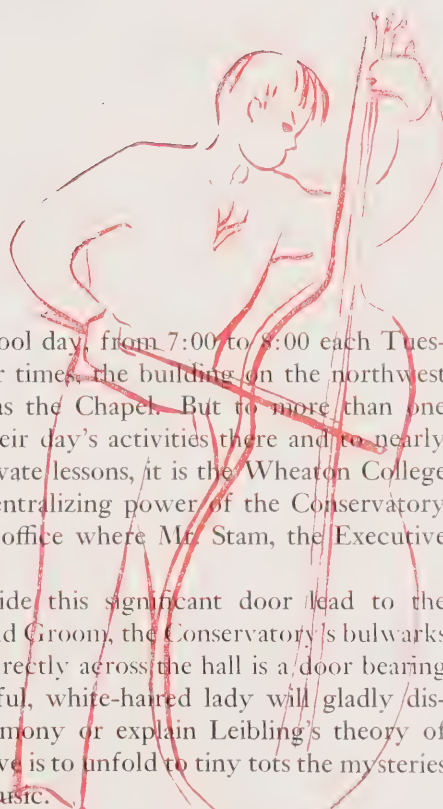 ool day, from 7:00 to 8:00 each Tues-
r times, the building on the northwest
as the Chapel. But to more than one
eir day's activities there and to nearly
vate lessons, it is the Wheaton College
entralizing power of the Conservatory
office where Mr. Stam, the Executive
ide this significant door lead to the
d Groom, the Conservatory's bulwarks
rectly across the hall is a door bearing
ful, white-haired lady will gladly dis-
mony or explain Leibling's theory of
ve is to unfold to tiny tots the mysteries
usic.